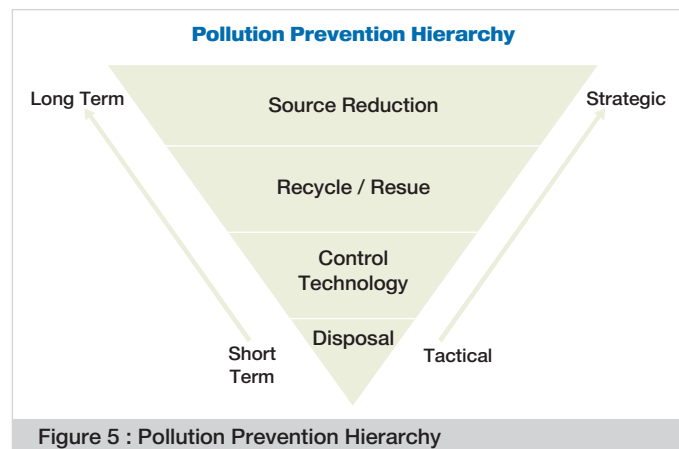 Pollution Prevention Hierarchy
Long Term
Source Reduction
Strategic
Recycle / Resue
Control
Technology
Disposal
Short
Term
Tactical
Figure 5 : Pollution Prevention Hierarchy